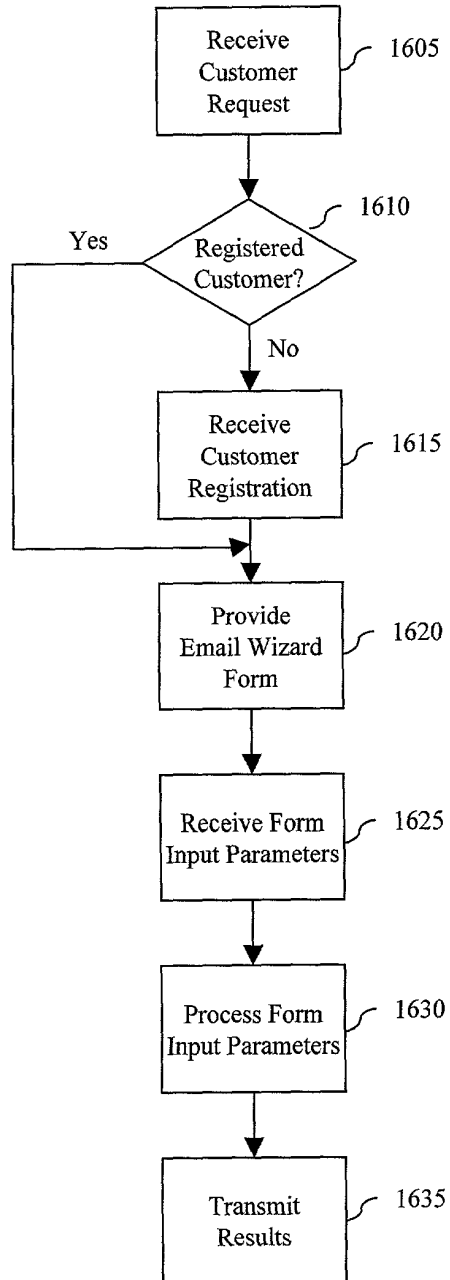 Receive
Customer
Request
1605
1610
Registered
Customer?
Yes
No
Receive
Customer
Registration
1615
Provide
Email Wizard
Form
1620
Receive Form
Input Parameters
1625
Process Form
Input Parameters
1630
Transmit
Results
1635